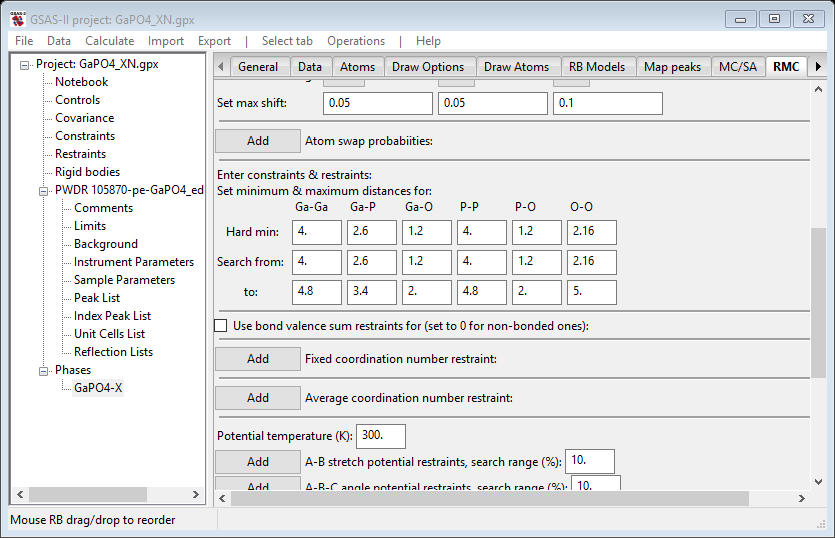 GSAS-II project: GaPO4_XN.gpx
File Data Calculate Import Export | Select tab Operations | Help
Project: GaPO4_XN.gpx
Notebook
Controls
Covariance
Constraints
Restraints
Rigid bodies
PWDR 105870-pe-GaPO4_ed
Comments
Limits
Background
Instrument Parameters
Sample Parameters
Peak List
Index Peak List
Unit Cells List
Reflection Lists
Phases
GaPO4-X
General Data Atoms Draw Options Draw Atoms RB Models Map peaks MC/SA RMC
Set max shift: 0.05 0.05 0.1
Add Atom swap probabiities:
Enter constraints & restraints:
Set minimum & maximum distances for:
Ga-Ga Ga-P Ga-O P-P P-O O-O
Hard min: 4. 2.6 1.2 4. 1.2 2.16
Search from: 4. 2.6 1.2 4. 1.2 2.16
to: 4.8 3.4 2. 4.8 2. 5.
Use bond valence sum restraints for (set to 0 for non-bonded ones):
Add Fixed coordination number restraint:
Add Average coordination number restraint:
Potential temperature (K): 300.
Add A-B stretch potential restraints, search range (%): 10.
Add A-B-C angle potential restraints, search range (%): 10.
Mouse RB drag/drop to reorder